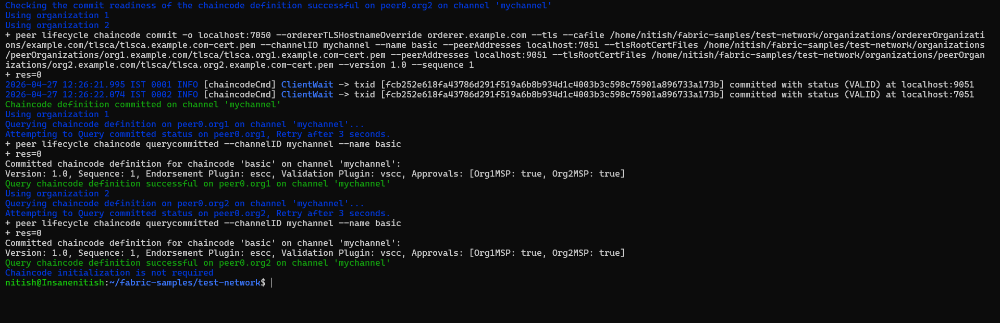 Checking the commit readiness of the chaincode definition successful on peer0.org2 on channel 'mychannel'
Using organization 1
Using organization 2
+ peer lifecycle chaincode commit -o localhost:7050 --ordererTLSHostnameOverride orderer.example.com --tls --cafile /home/nitish/fabric-samples/test-network/organizations/ordererOrganizati
ons/example.com/tlsca/tlsca.example.com-cert.pem --channelID mychannel --name basic --peerAddresses localhost:7051 --tlsRootCertFiles /home/nitish/fabric-samples/test-network/organizations
/peerOrganizations/org1.example.com/tlsca/tlsca.org1.example.com-cert.pem --peerAddresses localhost:9051 --tlsRootCertFiles /home/nitish/fabric-samples/test-network/organizations/peerOrgan
izations/org2.example.com/tlsca/tlsca.org2.example.com-cert.pem --version 1.0 --sequence 1
+ res=0
2026-04-27 12:26:21.995 IST 0001 INFO [chaincodeCmd] ClientWait -> txid [fcb252e618fa43786d291f519a6b8b934d1c4003b3c598c75901a896733a173b] committed with status (VALID) at localhost:9051
2026-04-27 12:26:22.074 IST 0002 INFO [chaincodeCmd] ClientWait -> txid [fcb252e618fa43786d291f519a6b8b934d1c4003b3c598c75901a896733a173b] committed with status (VALID) at localhost:7051
Chaincode definition committed on channel 'mychannel'
Using organization 1
Querying chaincode definition on peer0.org1 on channel 'mychannel'...
Attempting to Query committed status on peer0.org1, Retry after 3 seconds.
+ peer lifecycle chaincode querycommitted --channelID mychannel --name basic
+ res=0
Committed chaincode definition for chaincode 'basic' on channel 'mychannel':
Version: 1.0, Sequence: 1, Endorsement Plugin: escc, Validation Plugin: vscc, Approvals: [Org1MSP: true, Org2MSP: true]
Query chaincode definition successful on peer0.org1 on channel 'mychannel'
Using organization 2
Querying chaincode definition on peer0.org2 on channel 'mychannel'...
Attempting to Query committed status on peer0.org2, Retry after 3 seconds.
+ peer lifecycle chaincode querycommitted --channelID mychannel --name basic
+ res=0
Committed chaincode definition for chaincode 'basic' on channel 'mychannel':
Version: 1.0, Sequence: 1, Endorsement Plugin: escc, Validation Plugin: vscc, Approvals: [Org1MSP: true, Org2MSP: true]
Query chaincode definition successful on peer0.org2 on channel 'mychannel'
Chaincode initialization is not required
nitish@Insanenitish:~/fabric-samples/test-network$